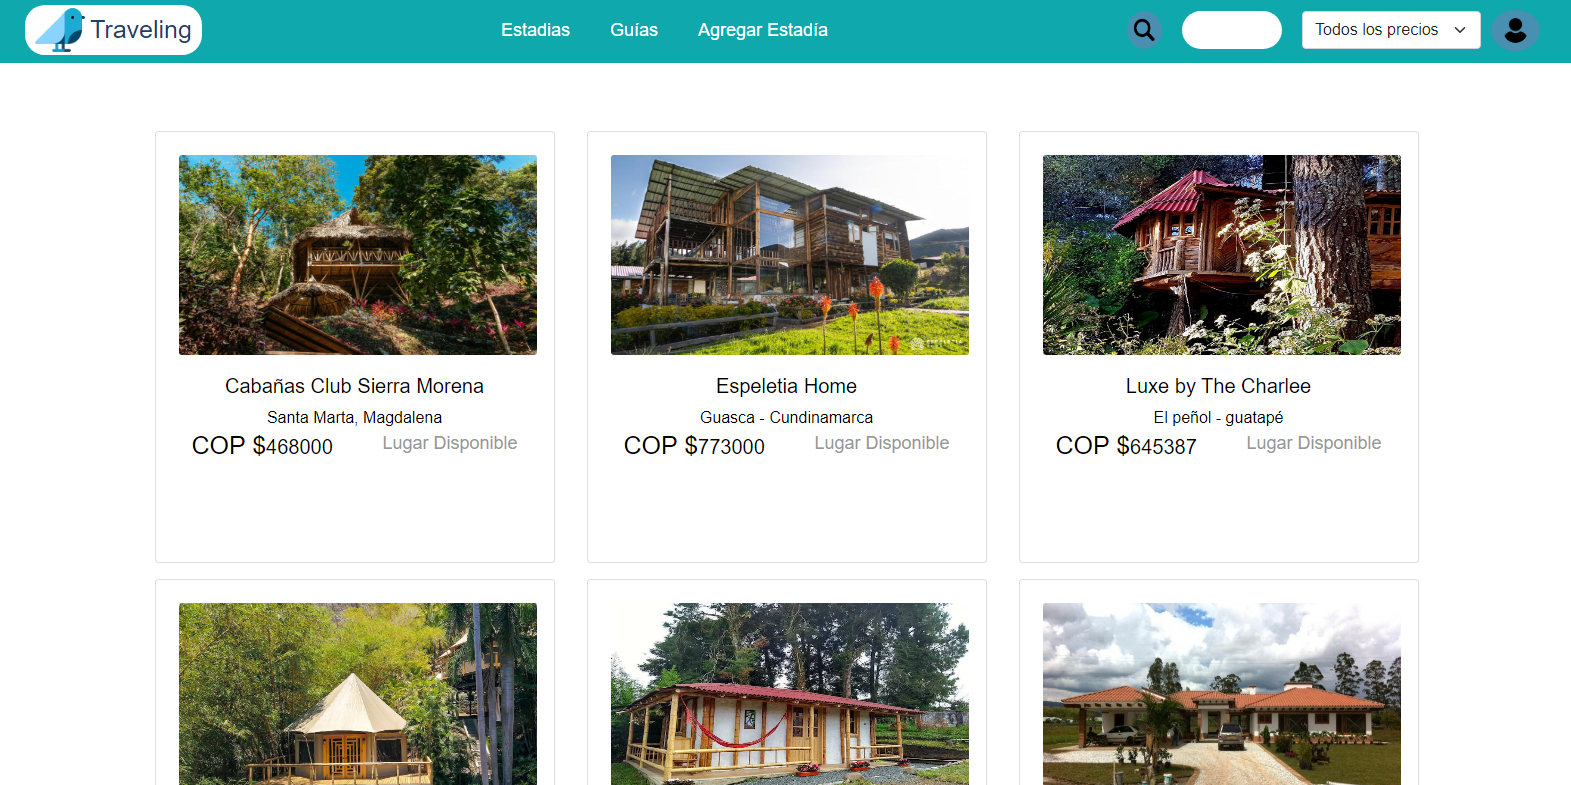 Traveling
Estadias
Guías
Agregar Estadía
Todos los precios
Cabañas Club Sierra Morena
Santa Marta, Magdalena
COP $468000
Lugar Disponible
Espeletia Home
Guasca - Cundinamarca
COP $773000
Lugar Disponible
Luxe by The Charlee
El peñol - guatapé
COP $645387
Lugar Disponible